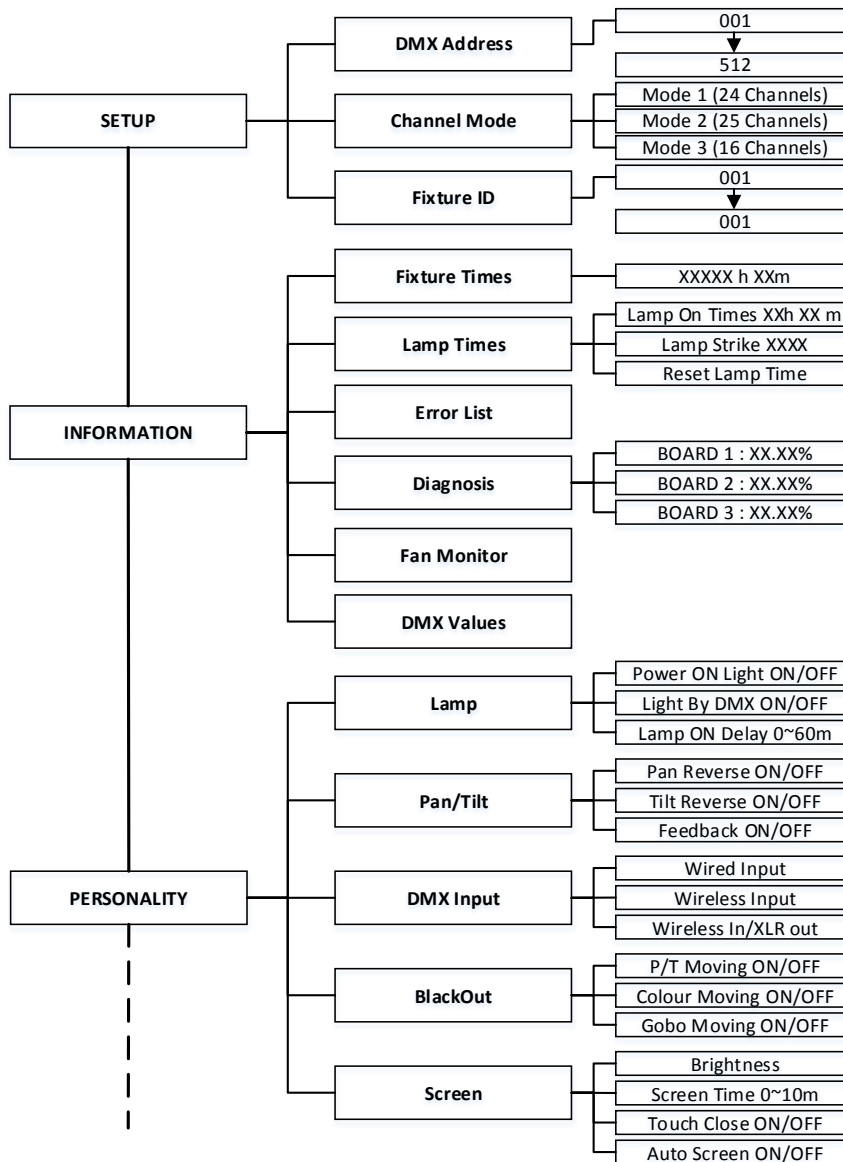 SETUP
DMX Address
001
512
Channel Mode
Mode 1 (24 Channels)
Mode 2 (25 Channels)
Mode 3 (16 Channels)
Fixture ID
001
001
INFORMATION
Fixture Times
XXXXX h XXm
Lamp Times
Lamp On Times XXh XX m
Lamp Strike XXXX
Reset Lamp Time
Error List
Diagnosis
BOARD 1 : XX.XX%
BOARD 2 : XX.XX%
BOARD 3 : XX.XX%
Fan Monitor
DMX Values
PERSONALITY
Lamp
Power ON Light ON/OFF
Light By DMX ON/OFF
Lamp ON Delay 0~60m
Pan/Tilt
Pan Reverse ON/OFF
Tilt Reverse ON/OFF
Feedback ON/OFF
DMX Input
Wired Input
Wireless Input
Wireless In/XLR out
BlackOut
P/T Moving ON/OFF
Colour Moving ON/OFF
Gobo Moving ON/OFF
Screen
Brightness
Screen Time 0~10m
Touch Close ON/OFF
Auto Screen ON/OFF